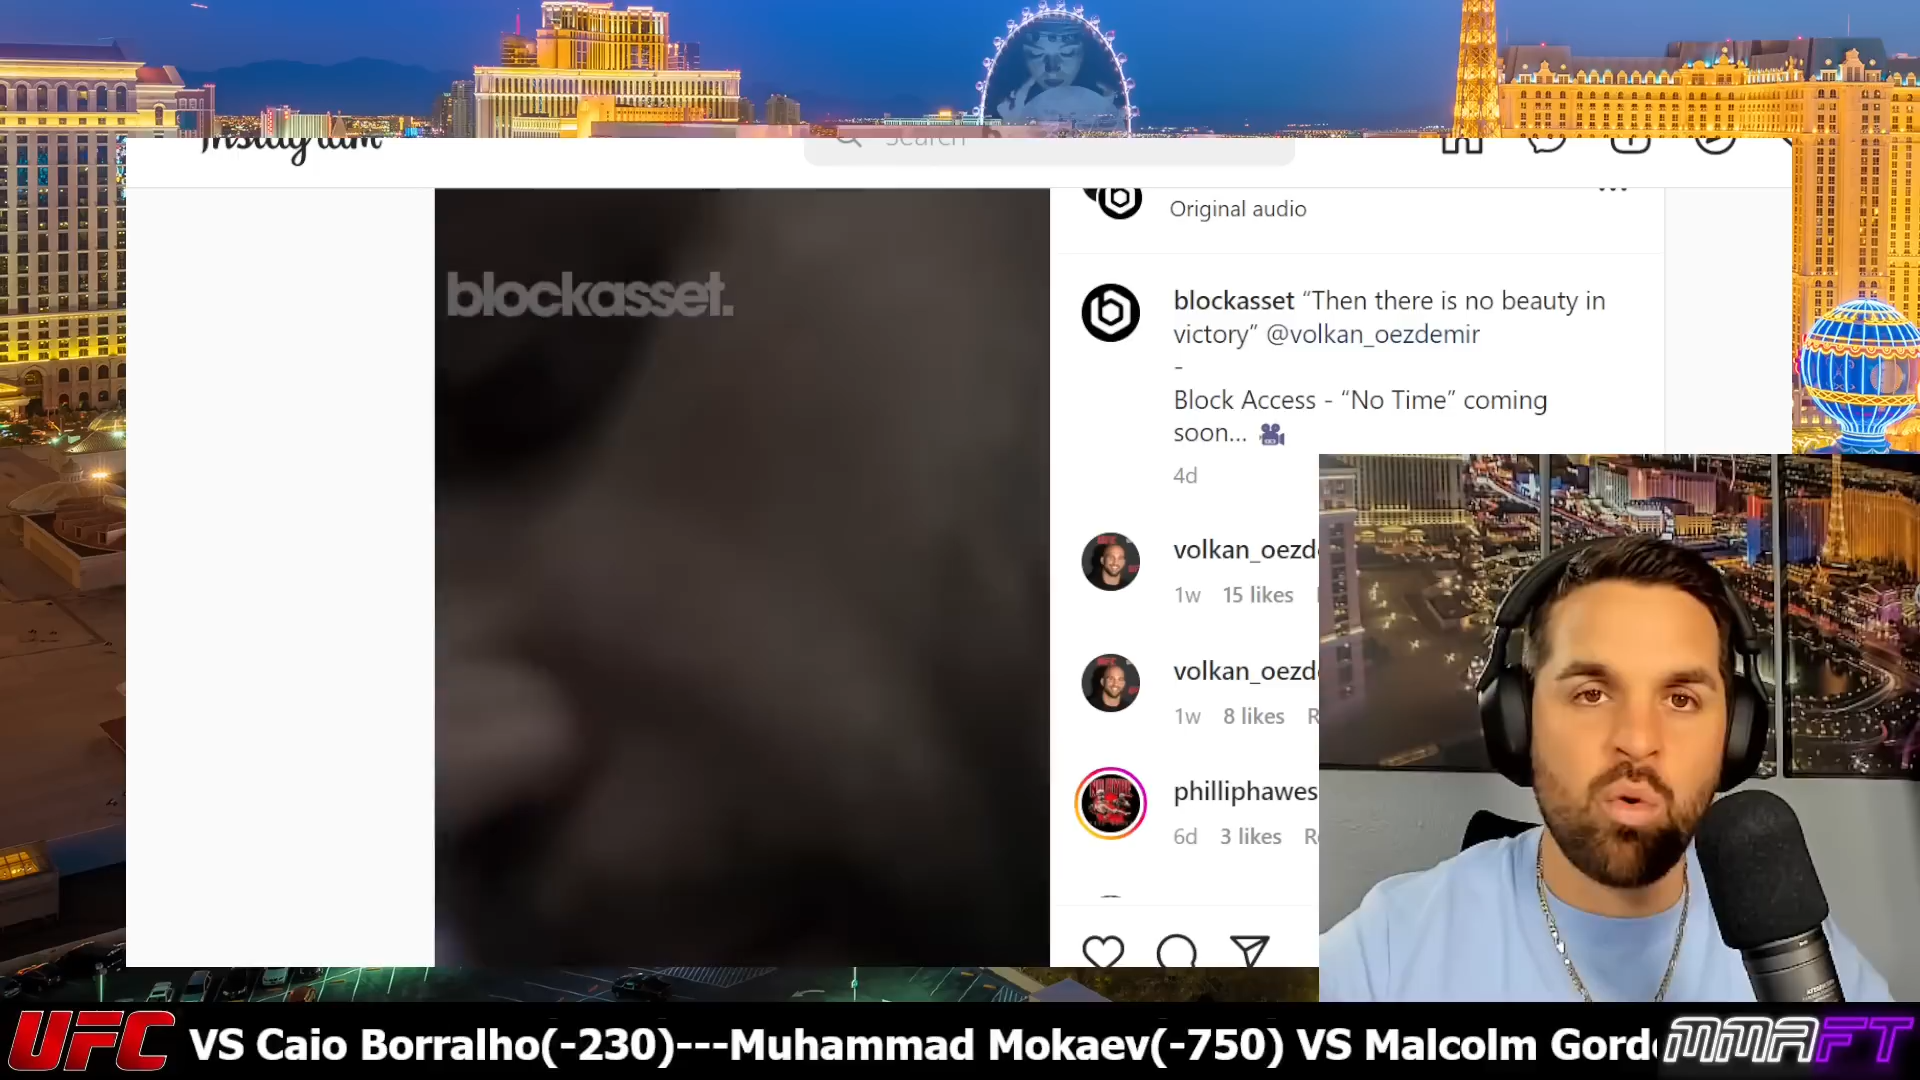 Instagram
Search
Original audio
blockasset.
blockasset “Then there is no beauty in
victory” @volkan_oezdemir
-
Block Access - “No Time” coming
soon...
4d
volkan_oezd
1w 15 likes
volkan_oezd
1w 8 likes R
philliphawes
6d 3 likes R
UFC VS Caio Borralho(-230)---Muhammad Mokaev(-750) VS Malcolm Gord MMAFT